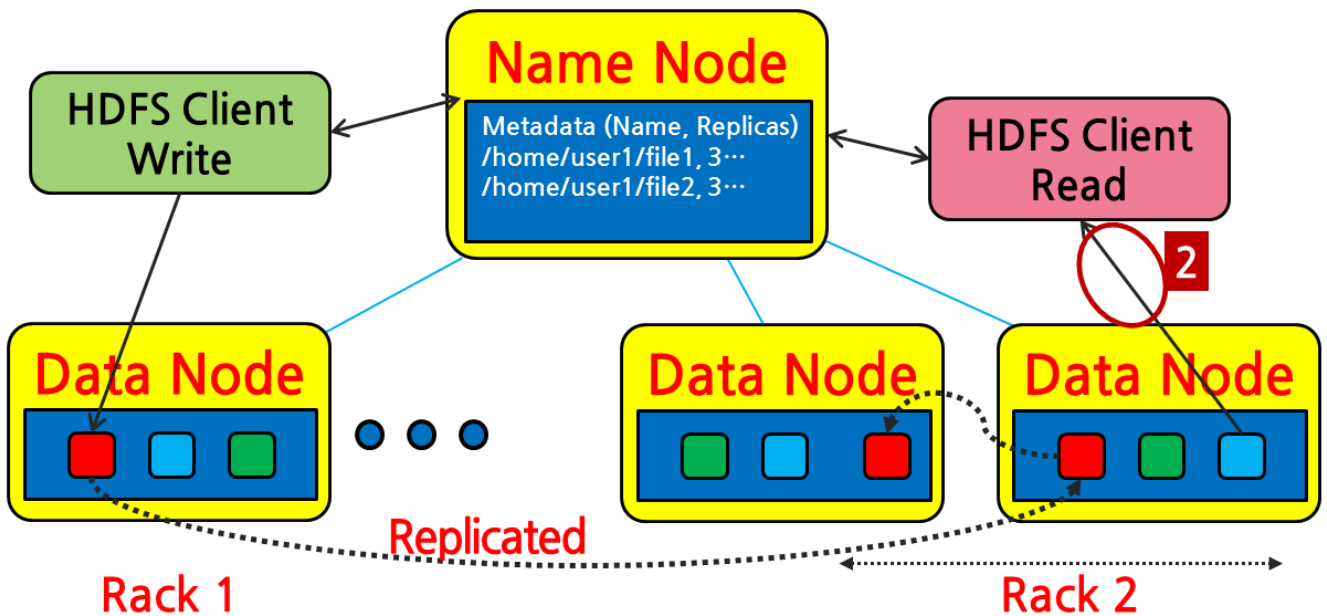 Name Node
HDFS Client
Write
Metadata (Name, Replicas)
/home/user1/file1, 3…
/home/user1/file2, 3…
HDFS Client
Read
2
Data Node
Data Node
Data Node
Replicated
Rack 1
Rack 2